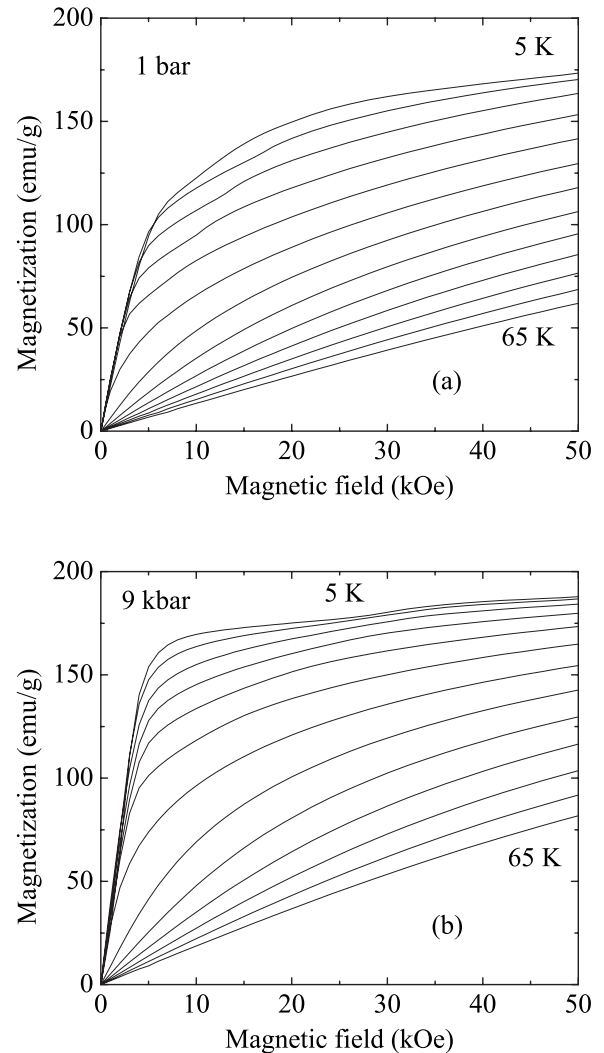 200
5 K
1 bar
150
100
50
65 K
(a)
0
0 10 20 30 40 50
Magnetization (emu/g)
Magnetic field (kOe)
200
9 kbar
5 K
150
100
65 K
50
(b)
0
0 10 20 30 40 50
Magnetization (emu/g)
Magnetic field (kOe)